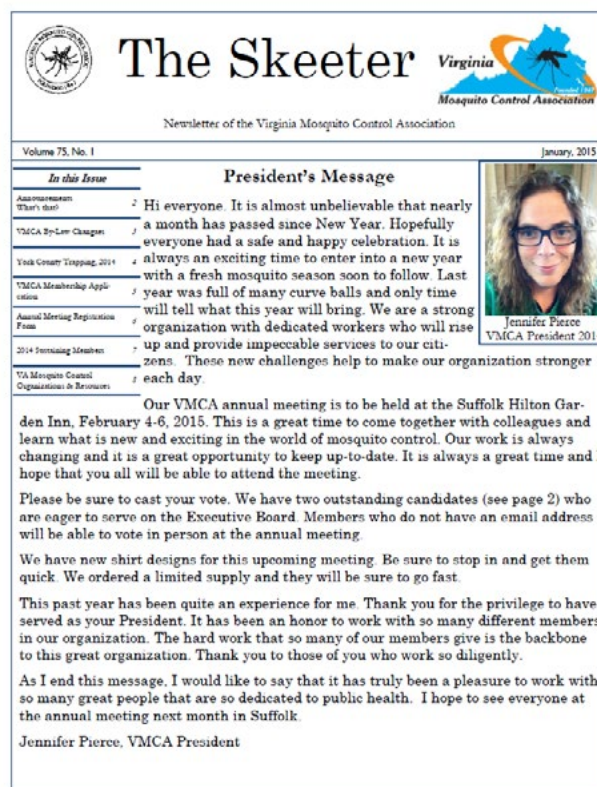 The Skeeter
Virginia
Founded 1947
Mosquito Control Association
Newsletter of the Virginia Mosquito Control Association
Volume 75, No. 1
January, 2015
In this Issue
Announcements
What's that?
2
VMCA By-Law Changes
3
York County Trapping, 2014
4
VMCA Membership Appli-
cation
5
Annual Meeting Registration
Form
6
2014 Sustaining Members
7
VA Mosquito Control
Organizations & Resources
8
President's Message
Hi everyone. It is almost unbelievable that nearly
a month has passed since New Year. Hopefully
everyone had a safe and happy celebration. It is
always an exciting time to enter into a new year
with a fresh mosquito season soon to follow. Last
year was full of many curve balls and only time
will tell what this year will bring. We are a strong
organization with dedicated workers who will rise
up and provide impeccable services to our citi-
zens. These new challenges help to make our organization stronger
each day.
Jennifer Pierce
VMCA President 201
Our VMCA annual meeting is to be held at the Suffolk Hilton Gar-
den Inn, February 4-6, 2015. This is a great time to come together with colleagues and
learn what is new and exciting in the world of mosquito control. Our work is always
changing and it is a great opportunity to keep up-to-date. It is always a great time and I
hope that you all will be able to attend the meeting.
Please be sure to cast your vote. We have two outstanding candidates (see page 2) who
are eager to serve on the Executive Board. Members who do not have an email address
will be able to vote in person at the annual meeting.
We have new shirt designs for this upcoming meeting. Be sure to stop in and get them
quick. We ordered a limited supply and they will be sure to go fast.
This past year has been quite an experience for me. Thank you for the privilege to have
served as your President. It has been an honor to work with so many different members
in our organization. The hard work that so many of our members give is the backbone
to this great organization. Thank you to those of you who work so diligently.
As I end this message, I would like to say that it has truly been a pleasure to work with
so many great people that are so dedicated to public health. I hope to see everyone at
the annual meeting next month in Suffolk.
Jennifer Pierce, VMCA President